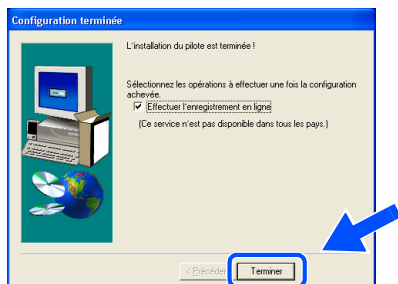 Configuration terminée
L'installation du pilote est terminée !
Sélectionnez les opérations à effectuer une fois la configuration
achevée.
Effectuer l'enregistrement en ligne
(Ce service n'est pas disponible dans tous les pays.)
< Précéden
Terminer